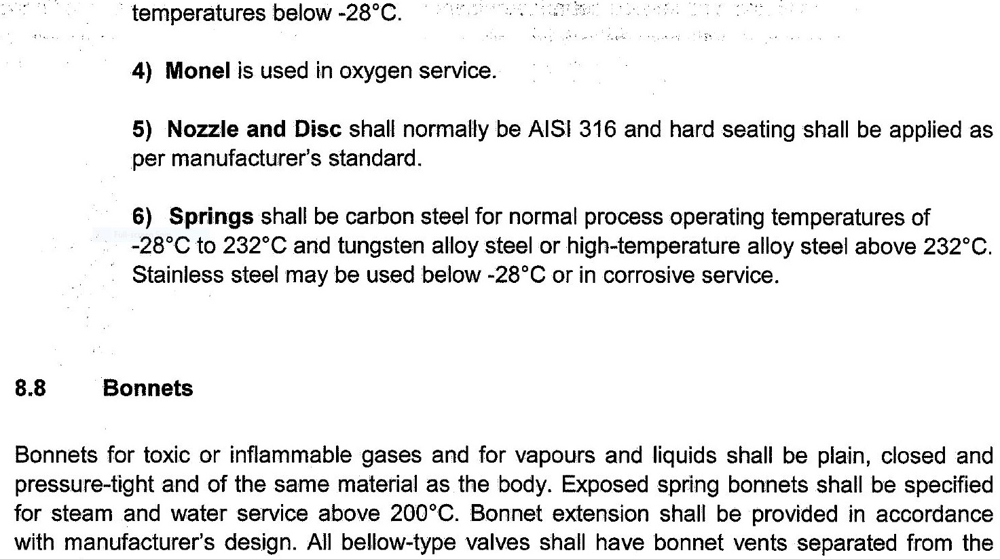 temperatures below -28°C.
4) Monel is used in oxygen service.
5) Nozzle and Disc shall normally be AISI 316 and hard seating shall be applied as
per manufacturer's standard.
6) Springs shall be carbon steel for normal process operating temperatures of
-28°C to 232°C and tungsten alloy steel or high-temperature alloy steel above 232°C.
Stainless steel may be used below -28°C or in corrosive service.
8.8 Bonnets
Bonnets for toxic or inflammable gases and for vapours and liquids shall be plain, closed and
pressure-tight and of the same material as the body. Exposed spring bonnets shall be specified
for steam and water service above 200°C. Bonnet extension shall be provided in accordance
with manufacturer's design. All bellow-type valves shall have bonnet vents separated from the